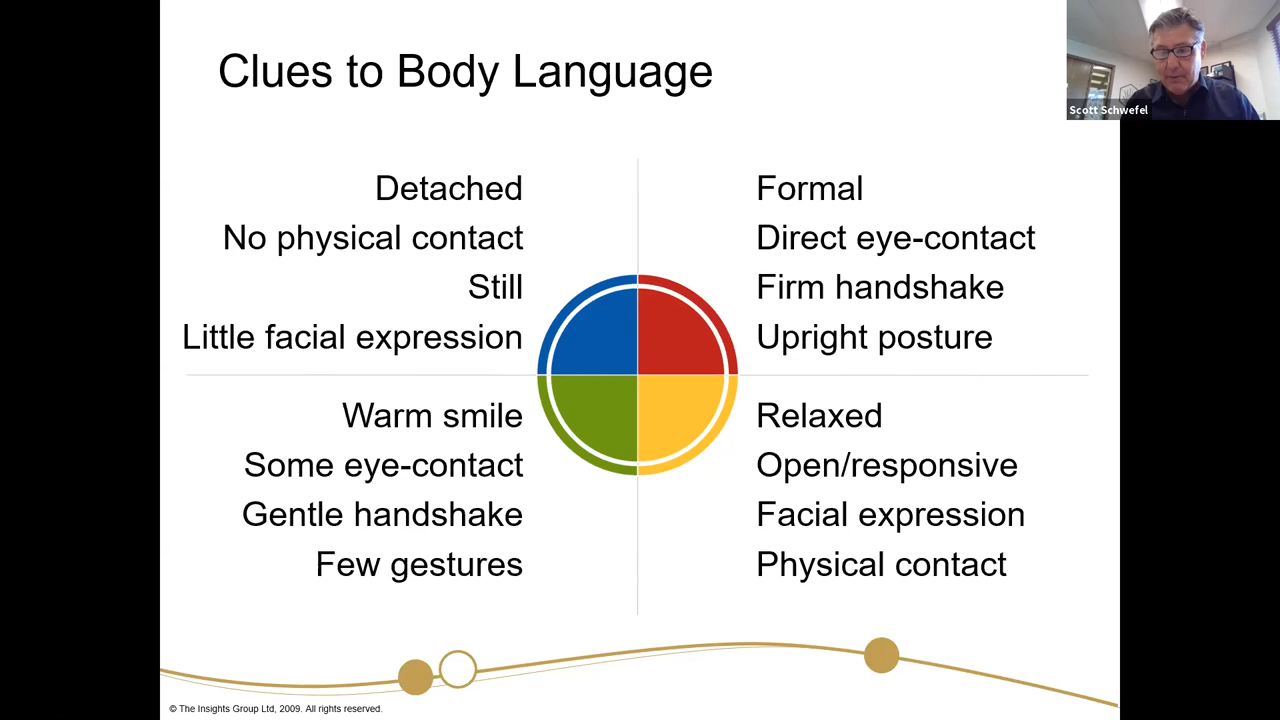 Clues to Body Language
Scott Schwefel
Detached
No physical contact
Still
Little facial expression
Formal
Direct eye-contact
Firm handshake
Upright posture
Warm smile
Some eye-contact
Gentle handshake
Few gestures
Relaxed
Open/responsive
Facial expression
Physical contact
© The Insights Group Ltd, 2009. All rights reserved.